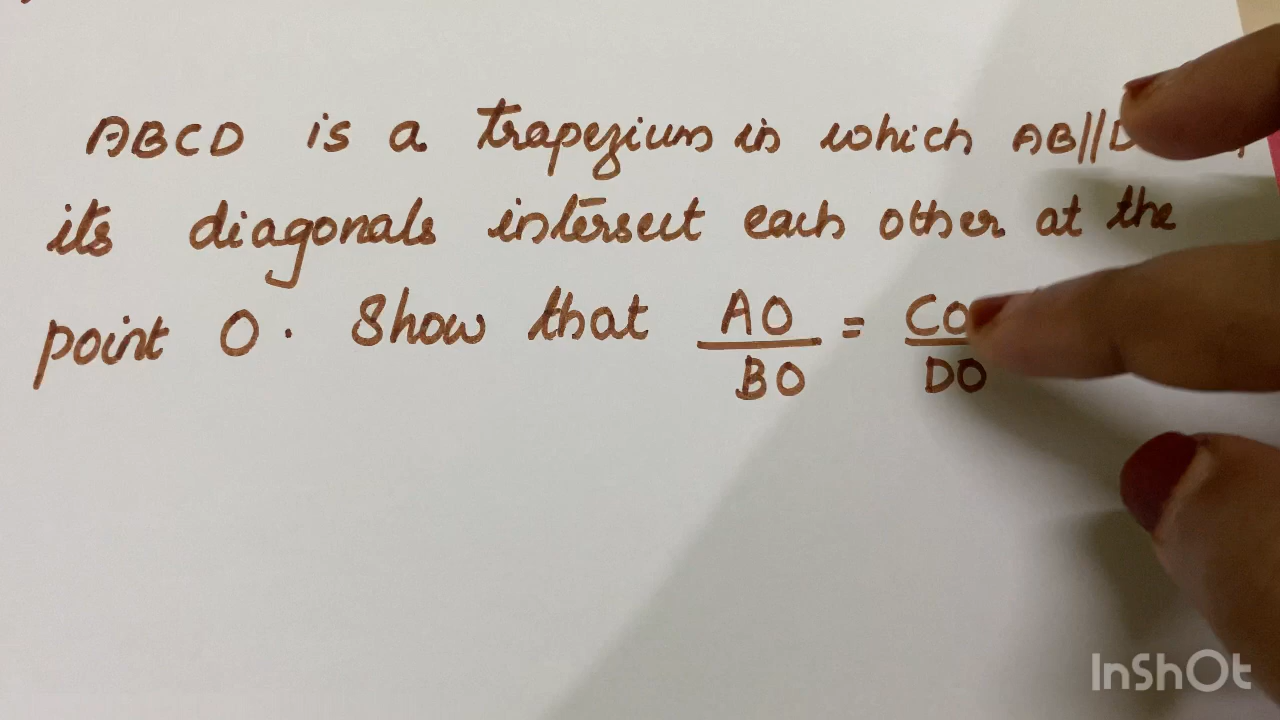 ABCD is a trapezium in which AB||D
its diagonals intersect each other at the
point O. Show that AO/BO = CO/DO
InShOt